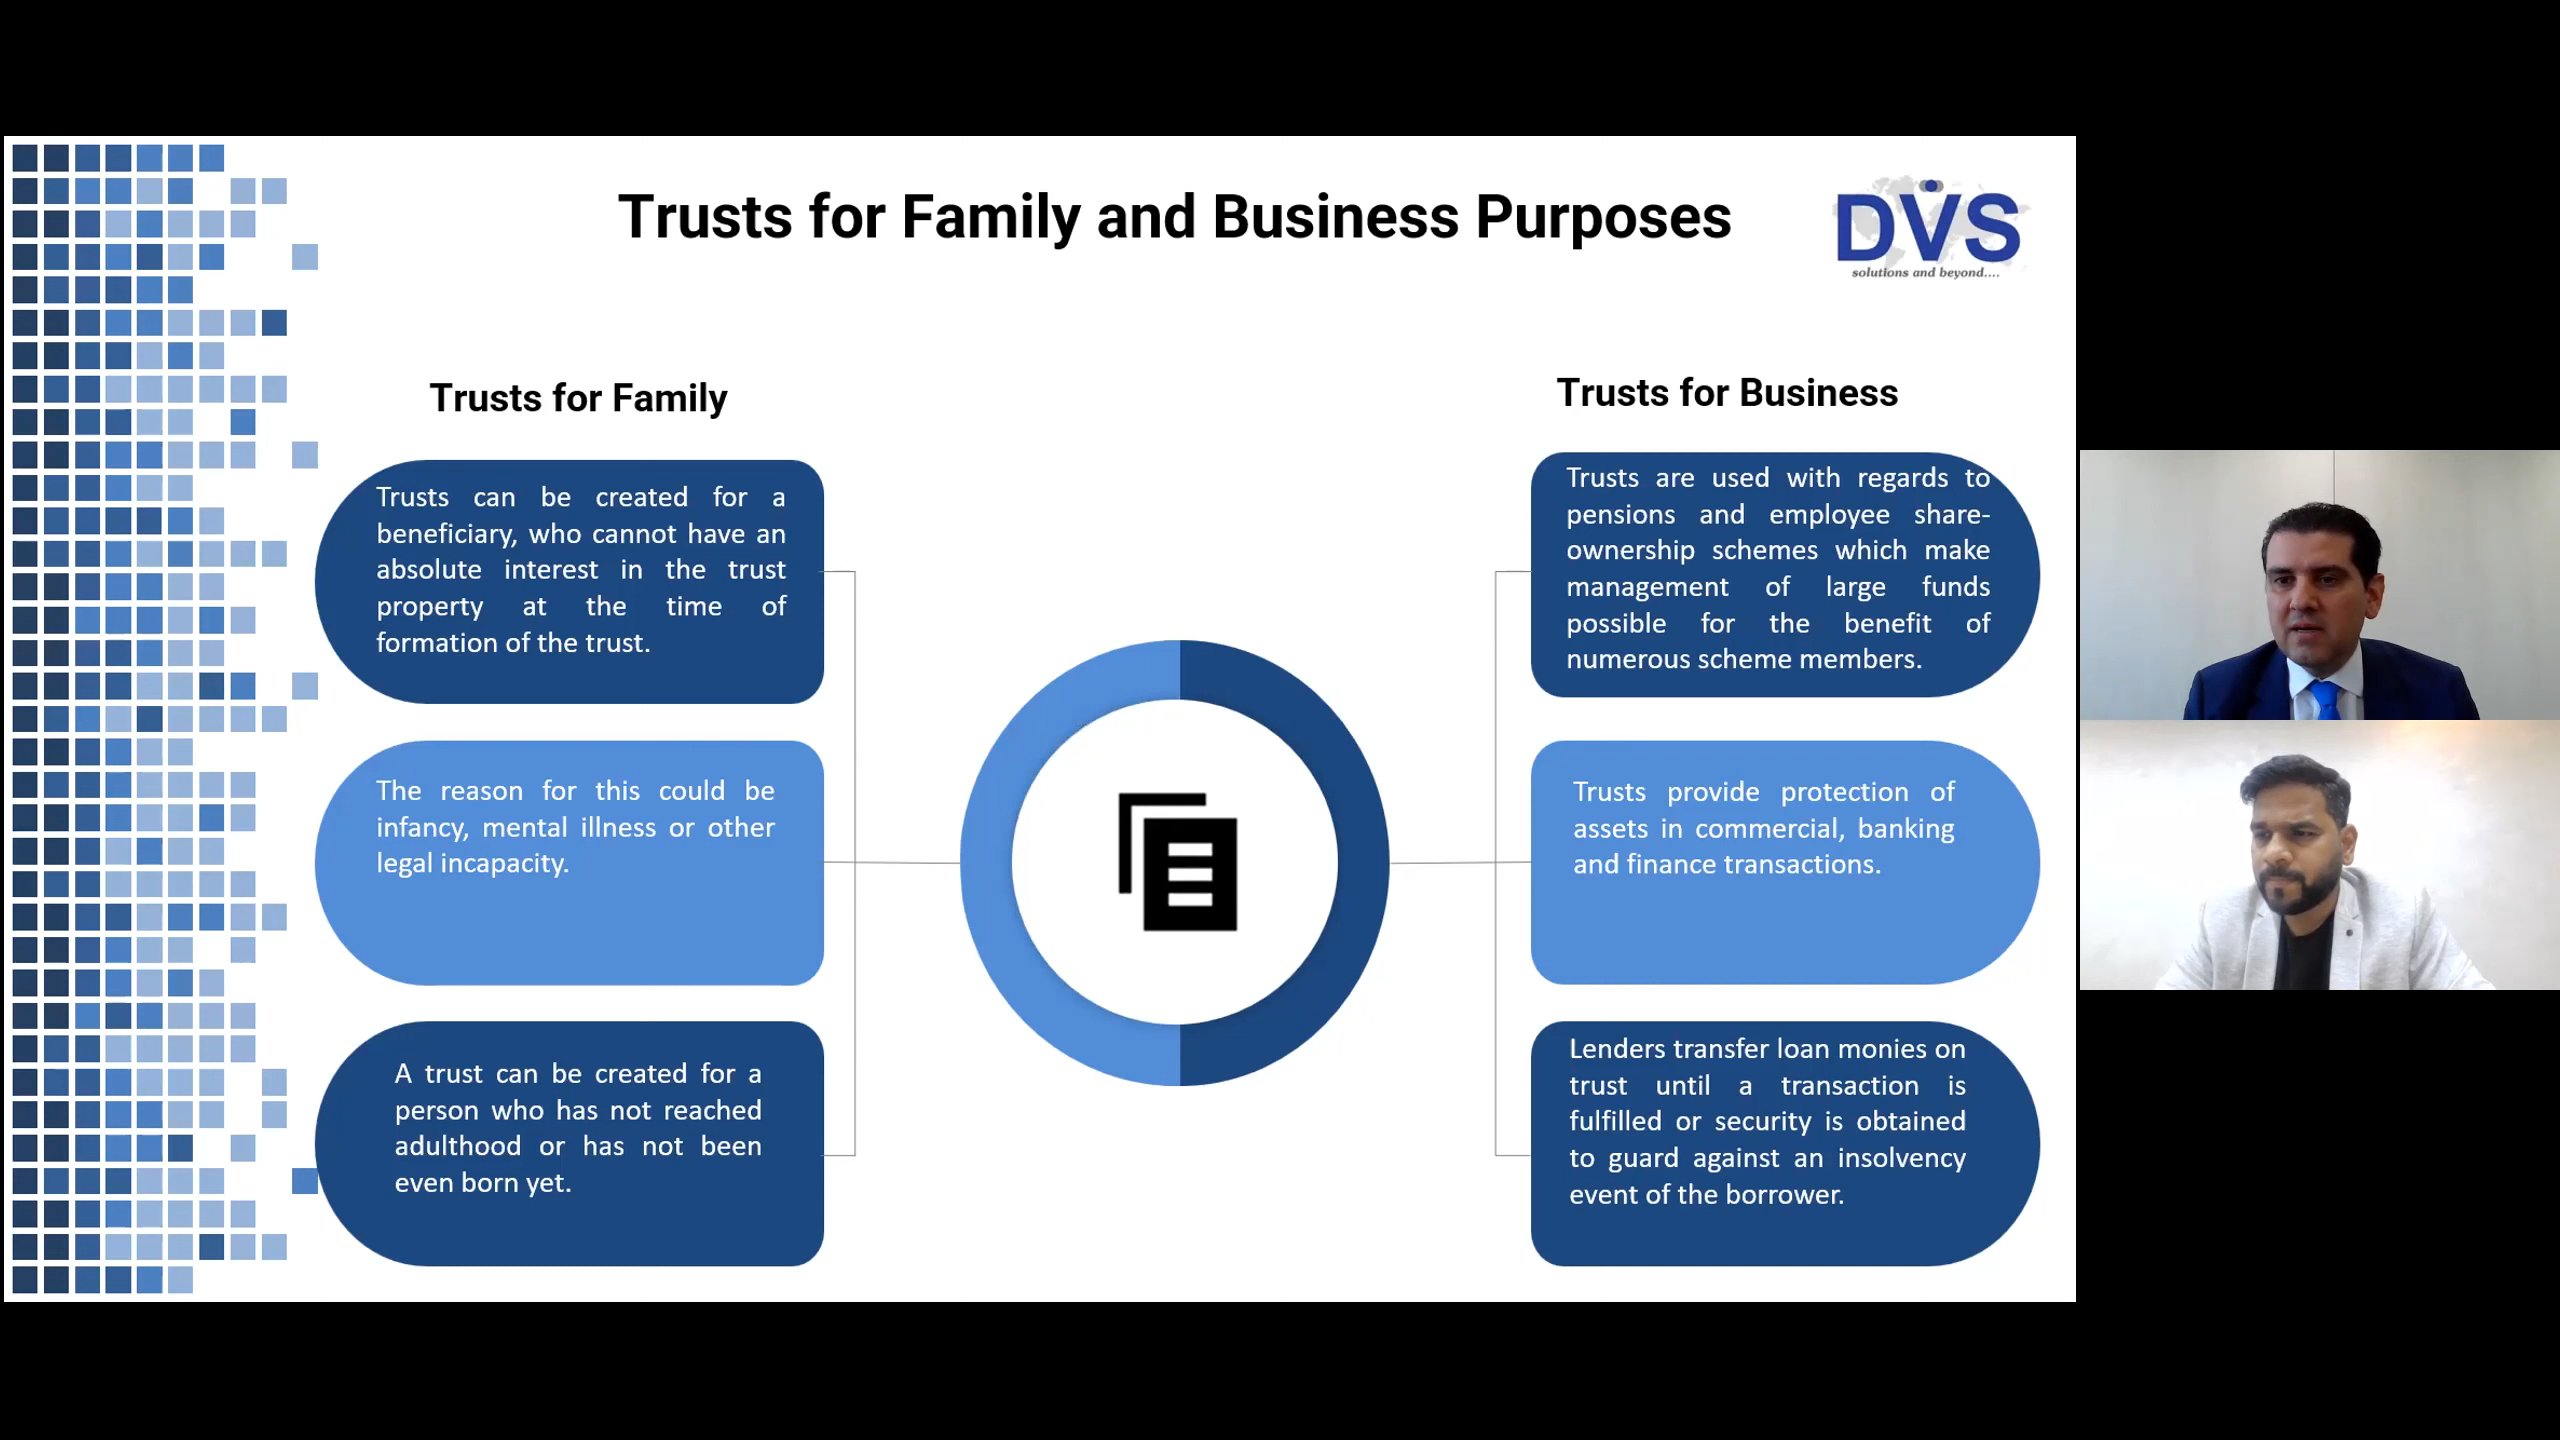 Trusts for Family and Business Purposes
DVS
solutions and beyond....
Trusts for Family
Trusts can be created for a
beneficiary, who cannot have an
absolute interest in the trust
property at the time of
formation of the trust.
The reason for this could be
infancy, mental illness or other
legal incapacity.
A trust can be created for a
person who has not reached
adulthood or has not been
even born yet.
Trusts for Business
Trusts are used with regards to
pensions and employee share-
ownership schemes which make
management of large funds
possible for the benefit of
numerous scheme members.
Trusts provide protection of
assets in commercial, banking
and finance transactions.
Lenders transfer loan monies on
trust until a transaction is
fulfilled or security is obtained
to guard against an insolvency
event of the borrower.